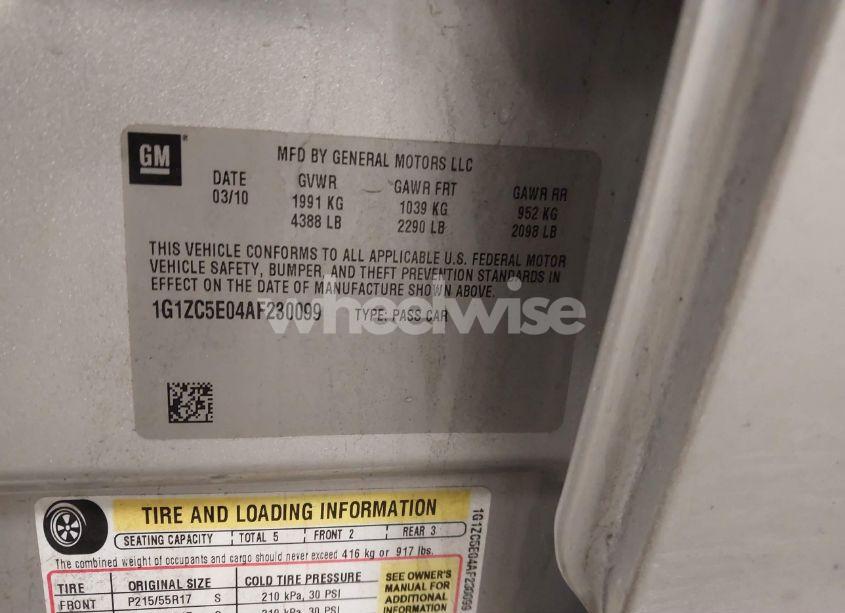 GM
MFD BY GENERAL MOTORS LLC
DATE GVWR GAWR FRT GAWR RR
03/10 1991 KG 1039 KG 952 KG
4388 LB 2290 LB 2098 LB
THIS VEHICLE CONFORMS TO ALL APPLICABLE U.S. FEDERAL MOTOR
VEHICLE SAFETY, BUMPER, AND THEFT PREVENTION STANDARDS IN
EFFECT ON THE DATE OF MANUFACTURE SHOWN ABOVE.
1G1ZC5E04AF230099 TYPE: PASS CAR
wheelwise
TIRE AND LOADING INFORMATION
SEATING CAPACITY TOTAL 5 FRONT 2 REAR 3
The combined weight of occupants and cargo should never exceed 416 kg or 917 lbs.
TIRE ORIGINAL SIZE COLD TIRE PRESSURE
FRONT P215/55R17 S 210 kPa, 30 PSI
210 kPa, 30 PSI
SEE OWNER'S
MANUAL FOR
ADDITIONAL
INFORMATION
1G1ZC5E04AF230099